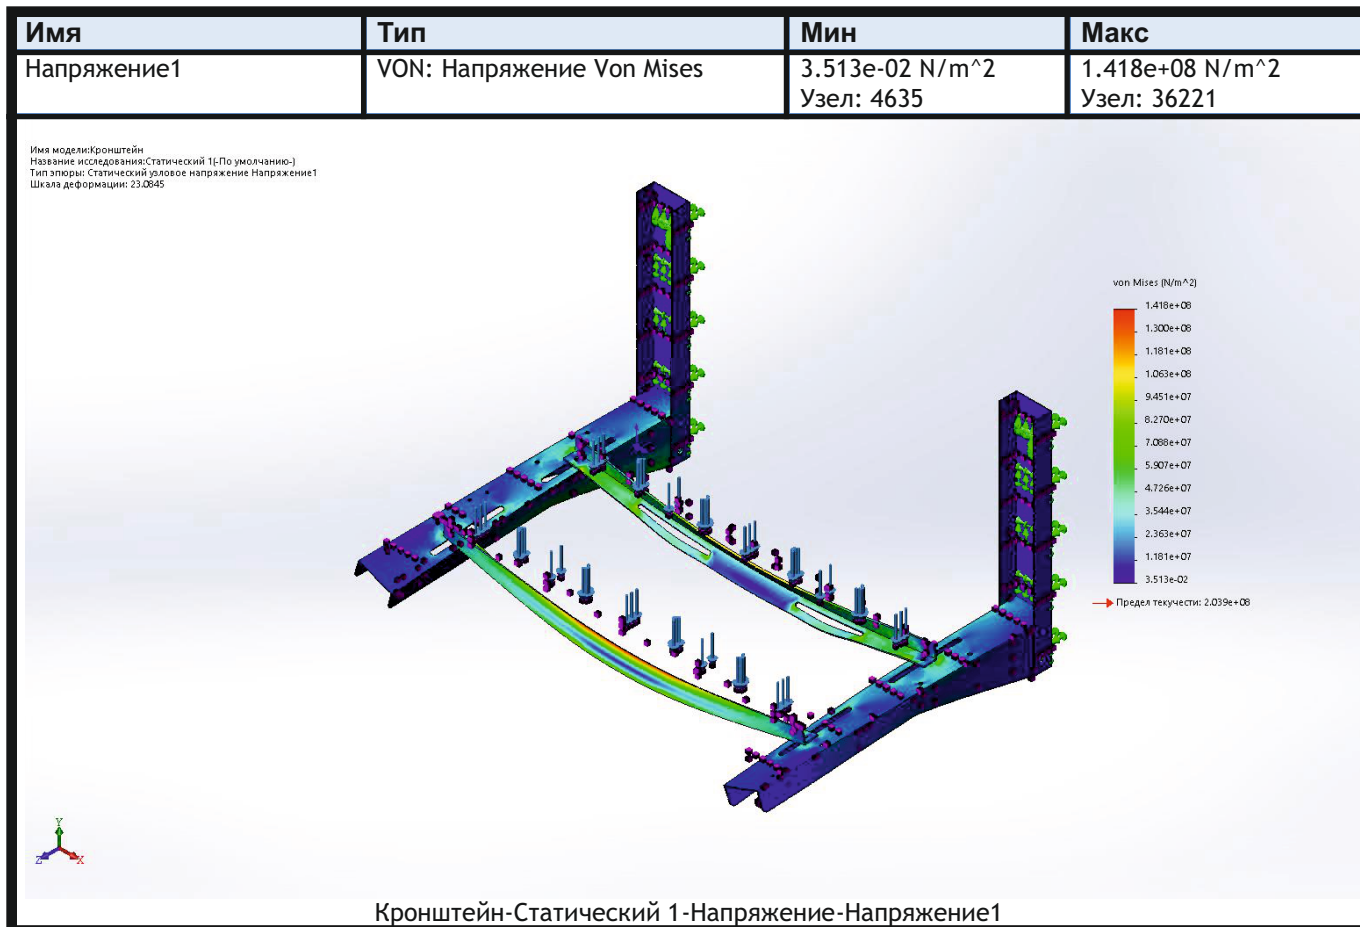 Имя Тип Мин Макс
Напряжение1 VON: Напряжение Von Mises 3.513e-02 N/m^2 1.418e+08 N/m^2
Узел: 4635 Узел: 36221
Имя модели:Кронштейн
Название исследования:Статический 1(-По умолчанию-)
Тип эпюры: Статический узловое напряжение Напряжение1
Шкала деформации: 23.0845
von Mises (N/m^2)
1.418e+08
1.300e+08
1.181e+08
1.063e+08
9.451e+07
8.270e+07
7.088e+07
5.907e+07
4.726e+07
3.544e+07
2.363e+07
1.181e+07
3.513e-02
Предел текучести: 2.039e+08
Y
Z X
Кронштейн-Статический 1-Напряжение-Напряжение1